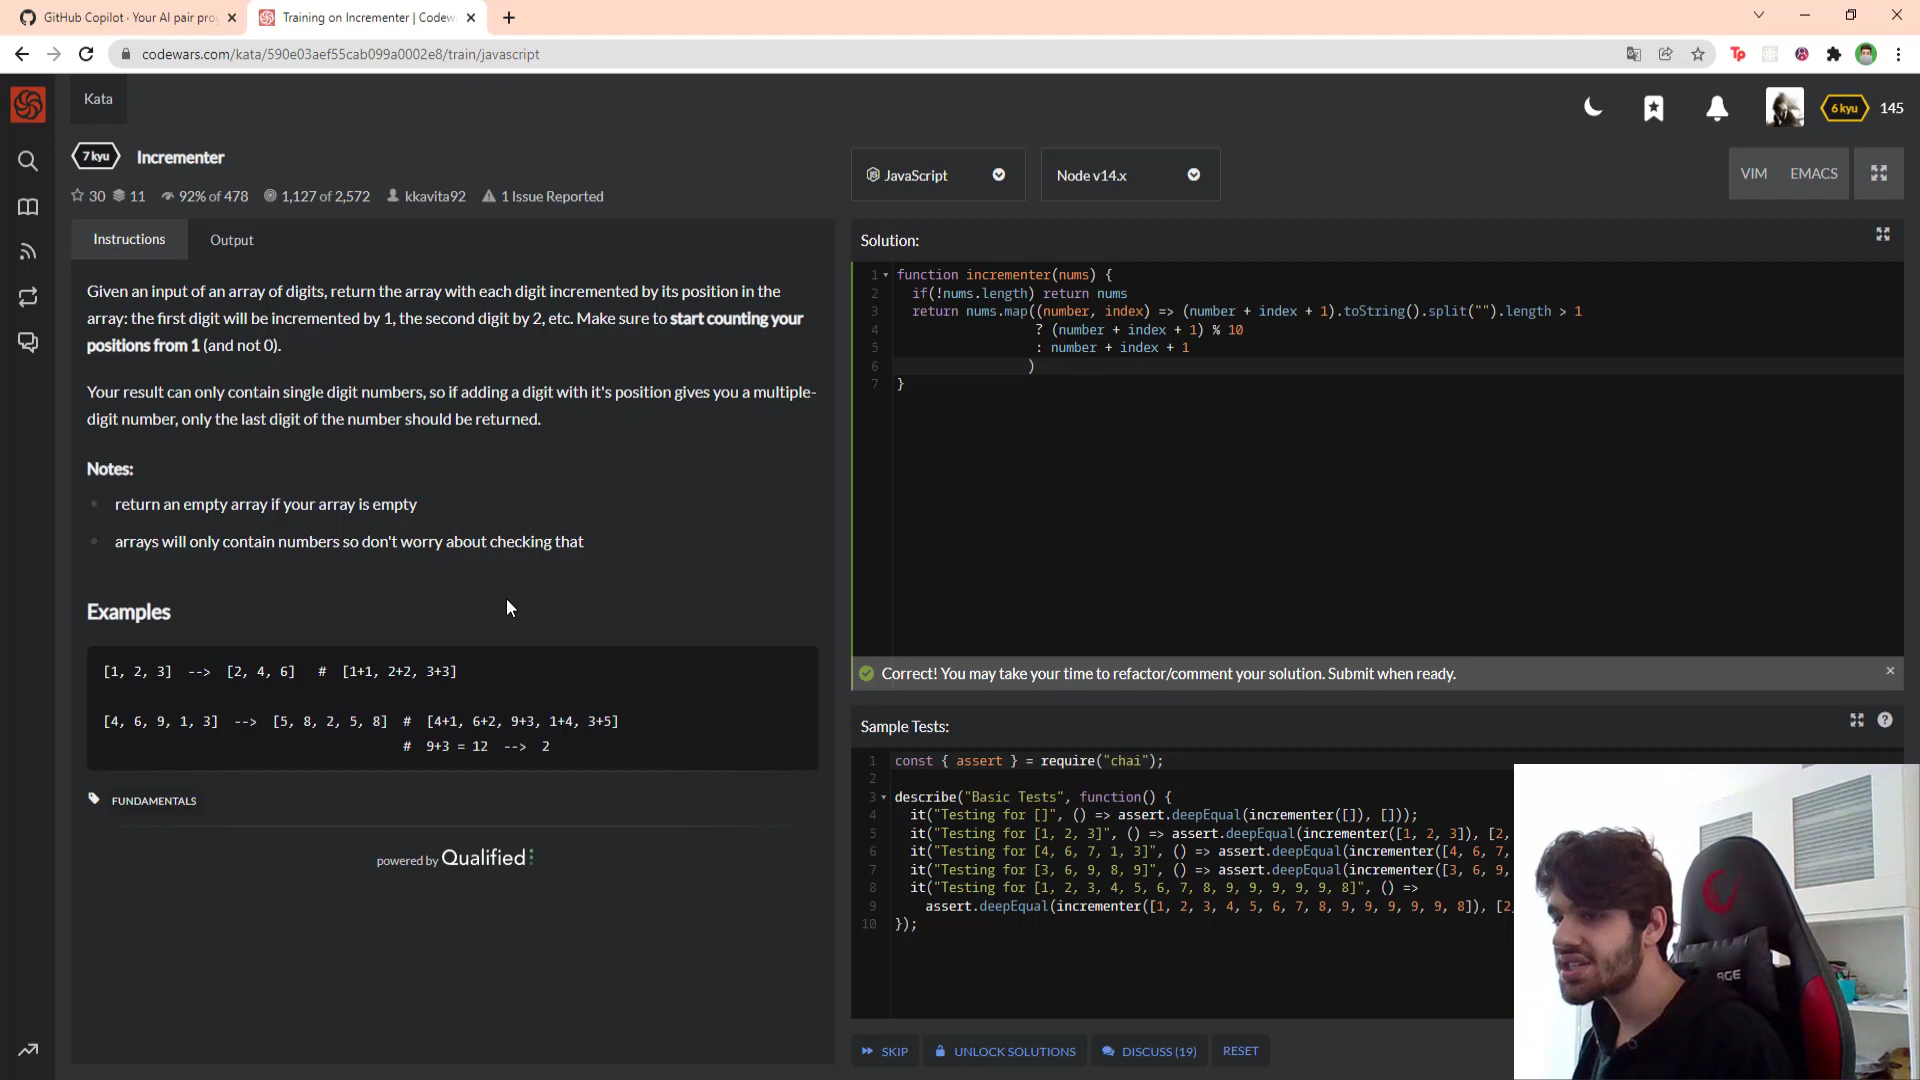 GitHub Copilot · Your AI pair pro
Training on Incrementer | Codew
codewars.com/kata/590e03aef55cab099a0002e8/train/javascript
Kata
6 kyu
145
7 kyu
Incrementer
30
11
92% of 478
1,127 of 2,572
kkavita92
1 Issue Reported
JavaScript
Node v14.x
VIM
EMACS
Instructions
Output
Given an input of an array of digits, return the array with each digit incremented by its position in the
array: the first digit will be incremented by 1, the second digit by 2, etc. Make sure to start counting your
positions from 1 (and not 0).
Your result can only contain single digit numbers, so if adding a digit with it's position gives you a multiple-
digit number, only the last digit of the number should be returned.
Notes:
return an empty array if your array is empty
arrays will only contain numbers so don't worry about checking that
Examples
[1, 2, 3]  -->  [2, 4, 6]   #  [1+1, 2+2, 3+3]
[4, 6, 9, 1, 3]  -->  [5, 8, 2, 5, 8]  #  [4+1, 6+2, 9+3, 1+4, 3+5]
#  9+3 = 12  -->  2
FUNDAMENTALS
powered by Qualified
Solution:
1 function incrementer(nums) {
2 if(!nums.length) return nums
3 return nums.map((number, index) => (number + index + 1).toString().split("").length > 1
4 ? (number + index + 1) % 10
5 : number + index + 1
6 )
7 }
Correct! You may take your time to refactor/comment your solution. Submit when ready.
Sample Tests:
1 const { assert } = require("chai");
2
3 describe("Basic Tests", function() {
4 it("Testing for []", () => assert.deepEqual(incrementer([]), []));
5 it("Testing for [1, 2, 3]", () => assert.deepEqual(incrementer([1, 2, 3]), [2,
6 it("Testing for [4, 6, 7, 1, 3]", () => assert.deepEqual(incrementer([4, 6, 7,
7 it("Testing for [3, 6, 9, 8, 9]", () => assert.deepEqual(incrementer([3, 6, 9,
8 it("Testing for [1, 2, 3, 4, 5, 6, 7, 8, 9, 9, 9, 9, 9, 8]", () =>
9 assert.deepEqual(incrementer([1, 2, 3, 4, 5, 6, 7, 8, 9, 9, 9, 9, 9, 8]), [2,
10 });
SKIP
UNLOCK SOLUTIONS
DISCUSS (19)
RESET